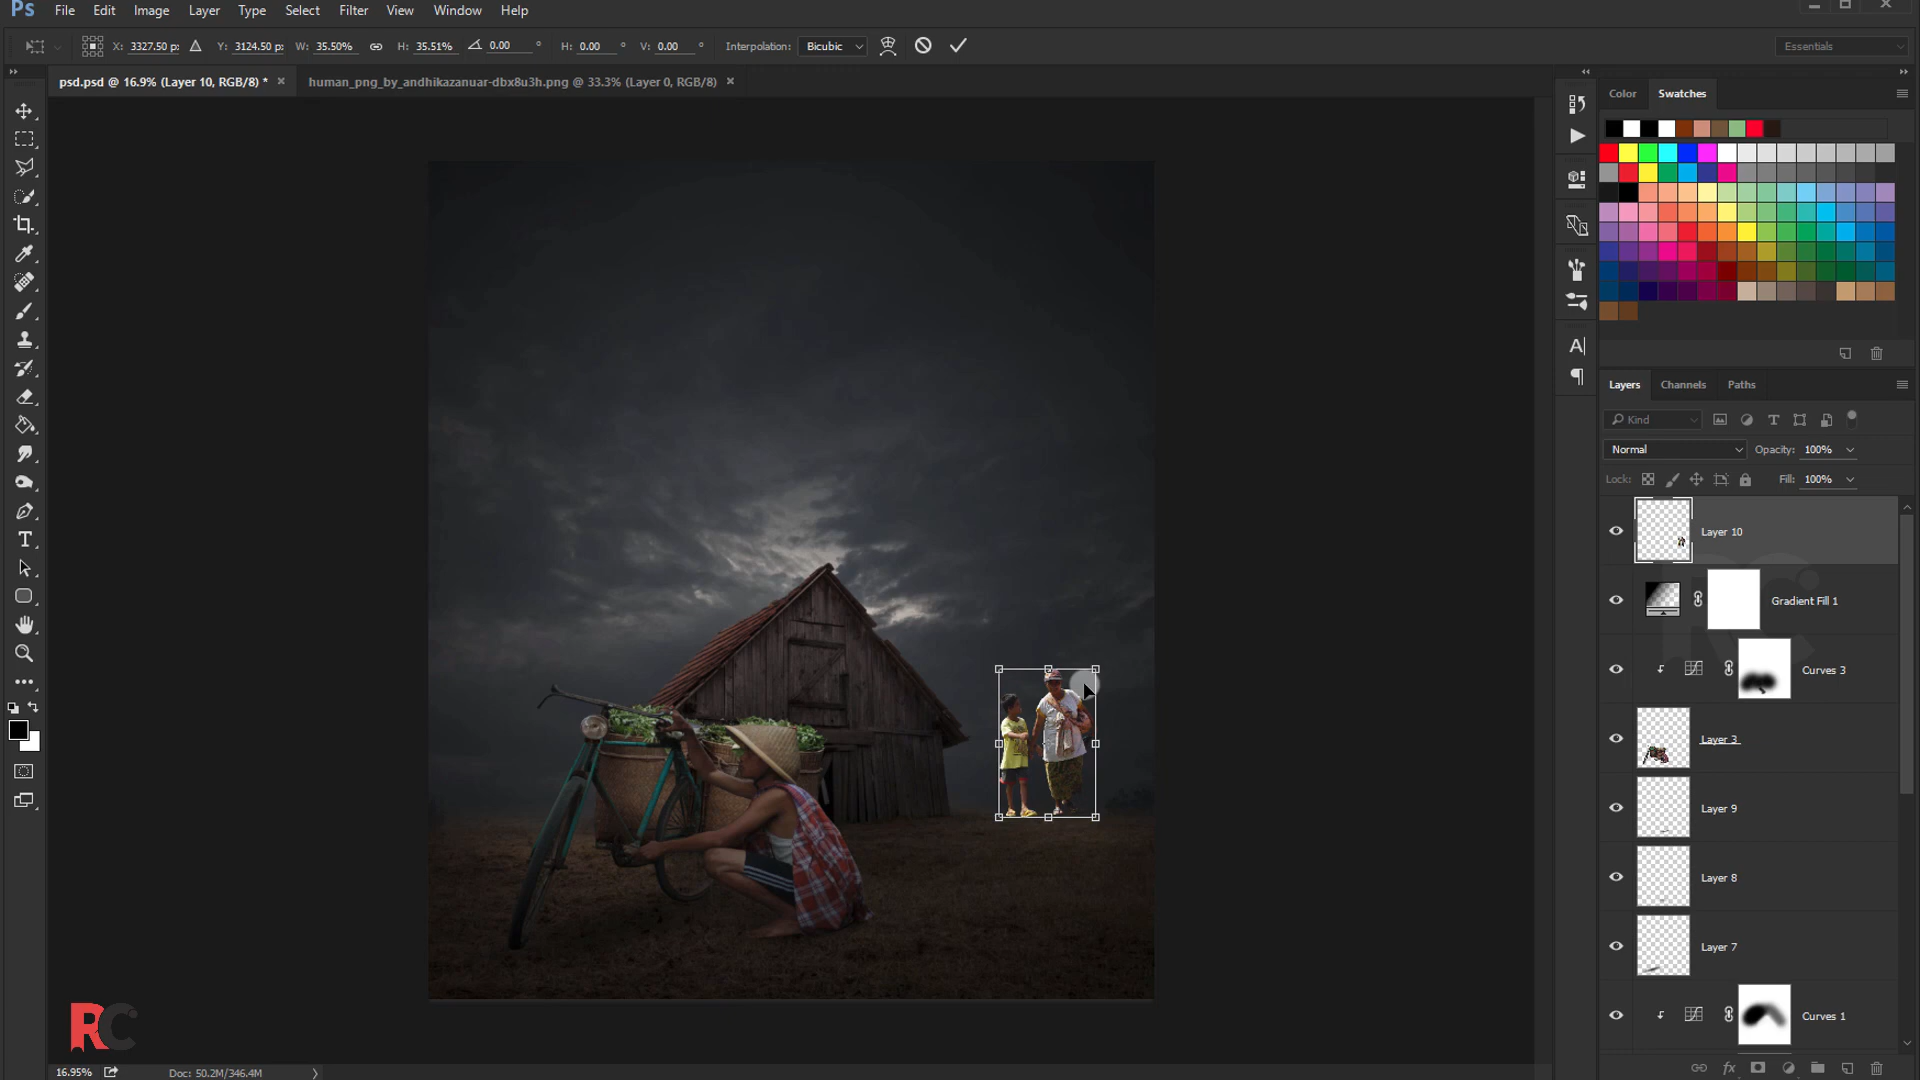 Ps File Edit Image Layer Type Select Filter View Window Help
X: 3327.50 px Y: 3124.50 px W: 35.50% H: 35.51% 0.00 ° H: 0.00 ° V: 0.00 ° Interpolation: Bicubic Essentials
psd.psd @ 16.9% (Layer 10, RGB/8) * × human_png_by_andhikazanuar-dbx8u3h.png @ 33.3% (Layer 0, RGB/8) ×
Color Swatches
Layers Channels Paths
Kind
Normal Opacity: 100%
Lock: Fill: 100%
Layer 10
Gradient Fill 1
Curves 3
Layer 3
Layer 9
Layer 8
Layer 7
Curves 1
RC
16.95% Doc: 50.2M/346.4M